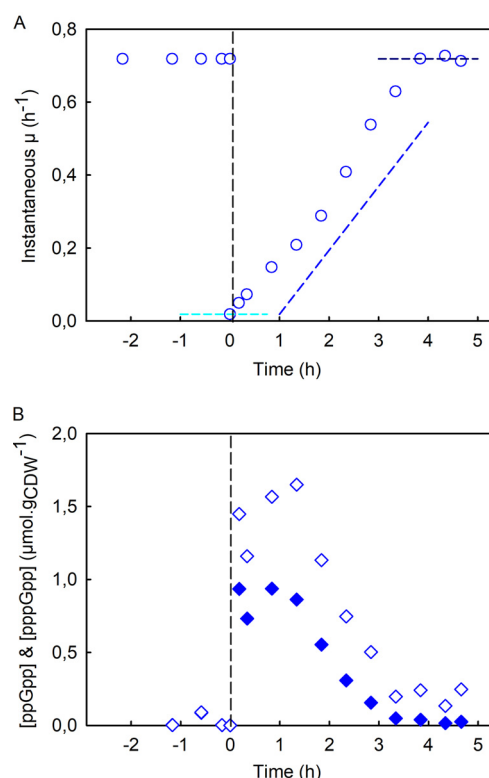 A
0,8
0,6
0,4
0,2
0,0
Instantaneous µ (h-1)
-2 -1 0 1 2 3 4 5
Time (h)
B
2,0
1,5
1,0
0,5
0,0
[ppGpp] & [pppGpp] (µmol.gCDW-1)
-2 -1 0 1 2 3 4 5
Time (h)